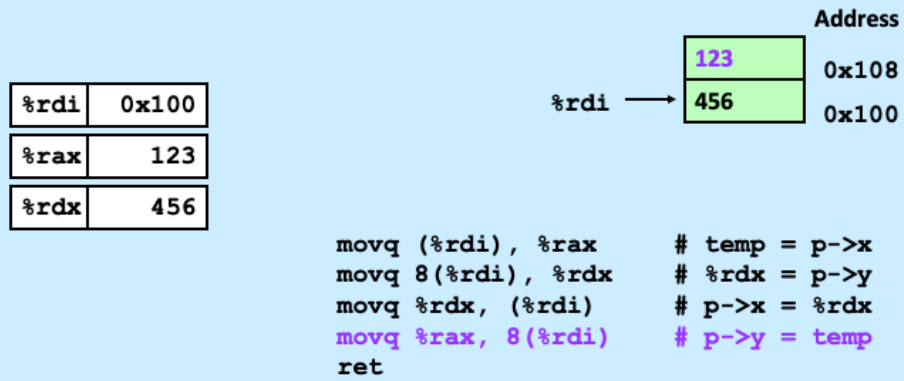 Address
123 0x108
%rdi 456 0x100
%rdi 0x100
%rax 123
%rdx 456
movq (%rdi), %rax # temp = p->x
movq 8(%rdi), %rdx # %rdx = p->y
movq %rdx, (%rdi) # p->x = %rdx
movq %rax, 8(%rdi) # p->y = temp
ret